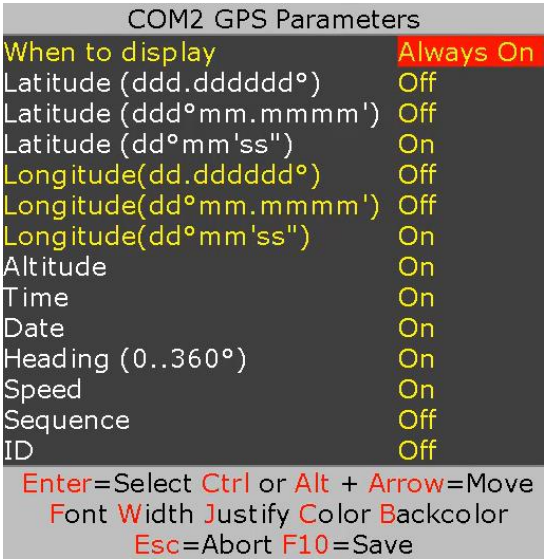 COM2 GPS Parameters
When to display Always On
Latitude (ddd.dddddd°) Off
Latitude (ddd°mm.mmmm') Off
Latitude (dd°mm'ss") On
Longitude(dd.dddddd°) Off
Longitude(dd°mm.mmmm') Off
Longitude(dd°mm'ss") On
Altitude On
Time On
Date On
Heading (0..360°) On
Speed On
Sequence Off
ID Off
Enter=Select Ctrl or Alt + Arrow=Move
Font Width Justify Color Backcolor
Esc=Abort F10=Save